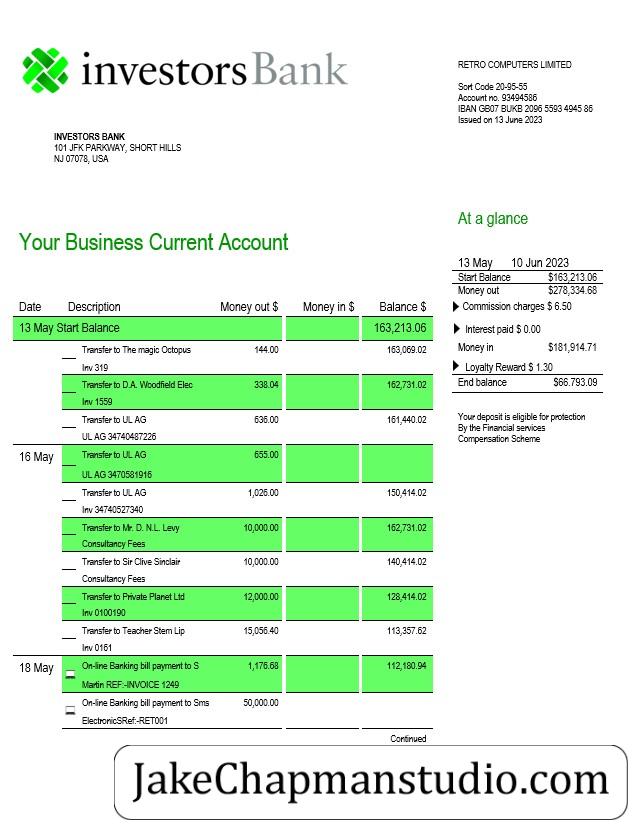 investorsBank
RETRO COMPUTERS LIMITED
Sort Code 20-95-55
Account no. 93494586
IBAN GB07 BUKB 2096 5593 4945 86
Issued on 13 June 2023
INVESTORS BANK
101 JFK PARKWAY, SHORT HILLS
NJ 07078, USA
At a glance
Your Business Current Account
13 May 10 Jun 2023
Start Balance $163,213.06
Money out $278,334.68
Commission charges $ 6.50
Interest paid $ 0.00
Money in $181,914.71
Loyalty Reward $ 1.30
End balance $66.793.09
Your deposit is eligible for protection
By the Financial services
Compensation Scheme
Date Description Money out $ Money in $ Balance $
13 May Start Balance 163,213.06
Transfer to The magic Octopus 144.00 163,069.02
Inv 319
Transfer to D.A. Woodfield Elec 338.04 162,731.02
Inv 1559
Transfer to UL AG 636.00 161,440.02
UL AG 34740487226
16 May Transfer to UL AG 655.00
UL AG 3470581916
Transfer to UL AG 1,026.00 150,414.02
Inv 34740527340
Transfer to Mr. D. N.L. Levy 10,000.00 162,731.02
Consultancy Fees
Transfer to Sir Clive Sinclair 10,000.00 140,414.02
Consultancy Fees
Transfer to Private Planet Ltd 12,000.00 128,414.02
Inv 0100190
Transfer to Teacher Stem Lip 15,056.40 113,357.62
Inv 0161
18 May On-line Banking bill payment to S 1,176.68 112,180.94
Martin REF:-INVOICE 1249
On-line Banking bill payment to Sms 50,000.00
ElectronicSRef:-RET001
Continued
JakeChapmanstudio.com